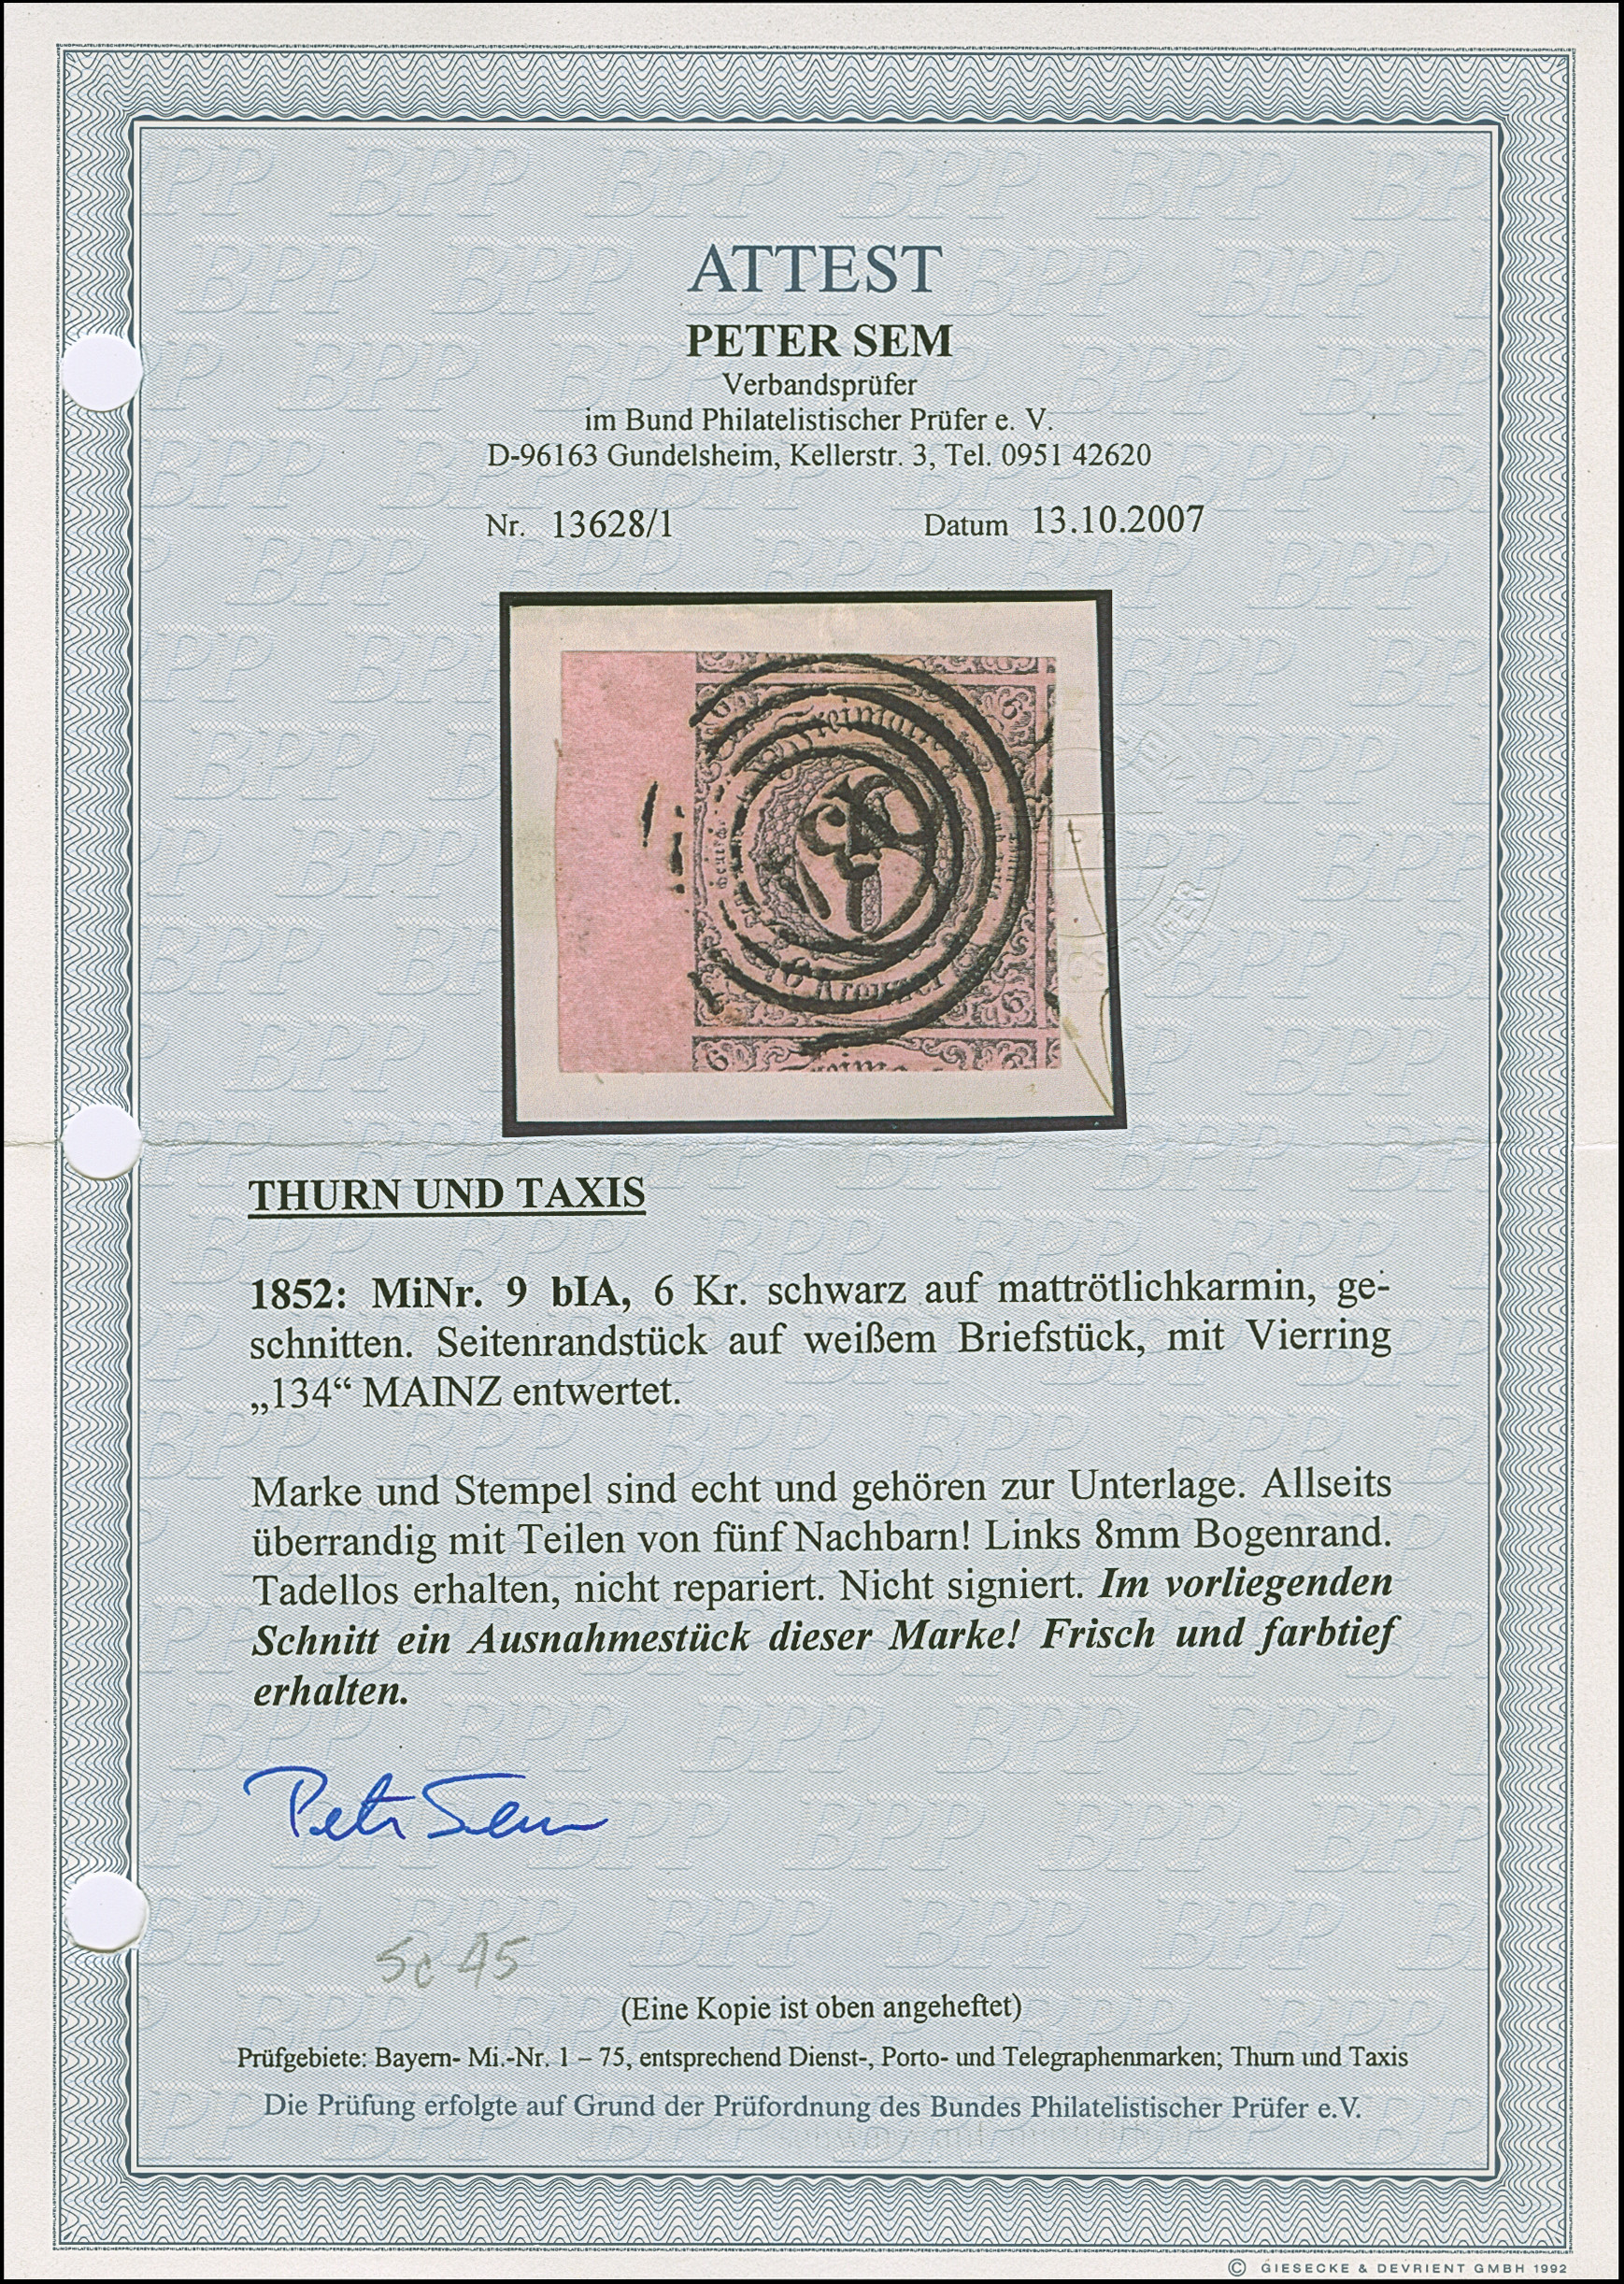 ATTEST
PETER SEM
Verbandsprüfer
im Bund Philatelistischer Prüfer e. V.
D-96163 Gundelsheim, Kellerstr. 3, Tel. 0951 42620
Nr. 13628/1 Datum 13.10.2007
Freimarke
6 Kreuzer
THURN UND TAXIS
1852: MiNr. 9 bIA, 6 Kr. schwarz auf mattrötlichkarmin, ge-
schnitten. Seitenrandstück auf weißem Briefstück, mit Vierring
„134“ MAINZ entwertet.
Marke und Stempel sind echt und gehören zur Unterlage. Allseits
überrandig mit Teilen von fünf Nachbarn! Links 8mm Bogenrand.
Tadellos erhalten, nicht repariert. Nicht signiert. Im vorliegenden
Schnitt ein Ausnahmestück dieser Marke! Frisch und farbtief
erhalten.
Peter Sem
Sc 45
(Eine Kopie ist oben angeheftet)
Prüfgebiete: Bayern- Mi.-Nr. 1 – 75, entsprechend Dienst-, Porto- und Telegraphenmarken; Thurn und Taxis
Die Prüfung erfolgte auf Grund der Prüfordnung des Bundes Philatelistischer Prüfer e.V.
© GIESECKE & DEVRIENT GMBH 1992